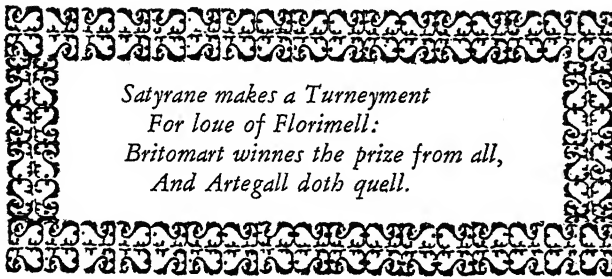 Satyrane makes a Turneyment
For loue of Florimell:
Britomart winnes the prize from all,
And Artegall doth quell.